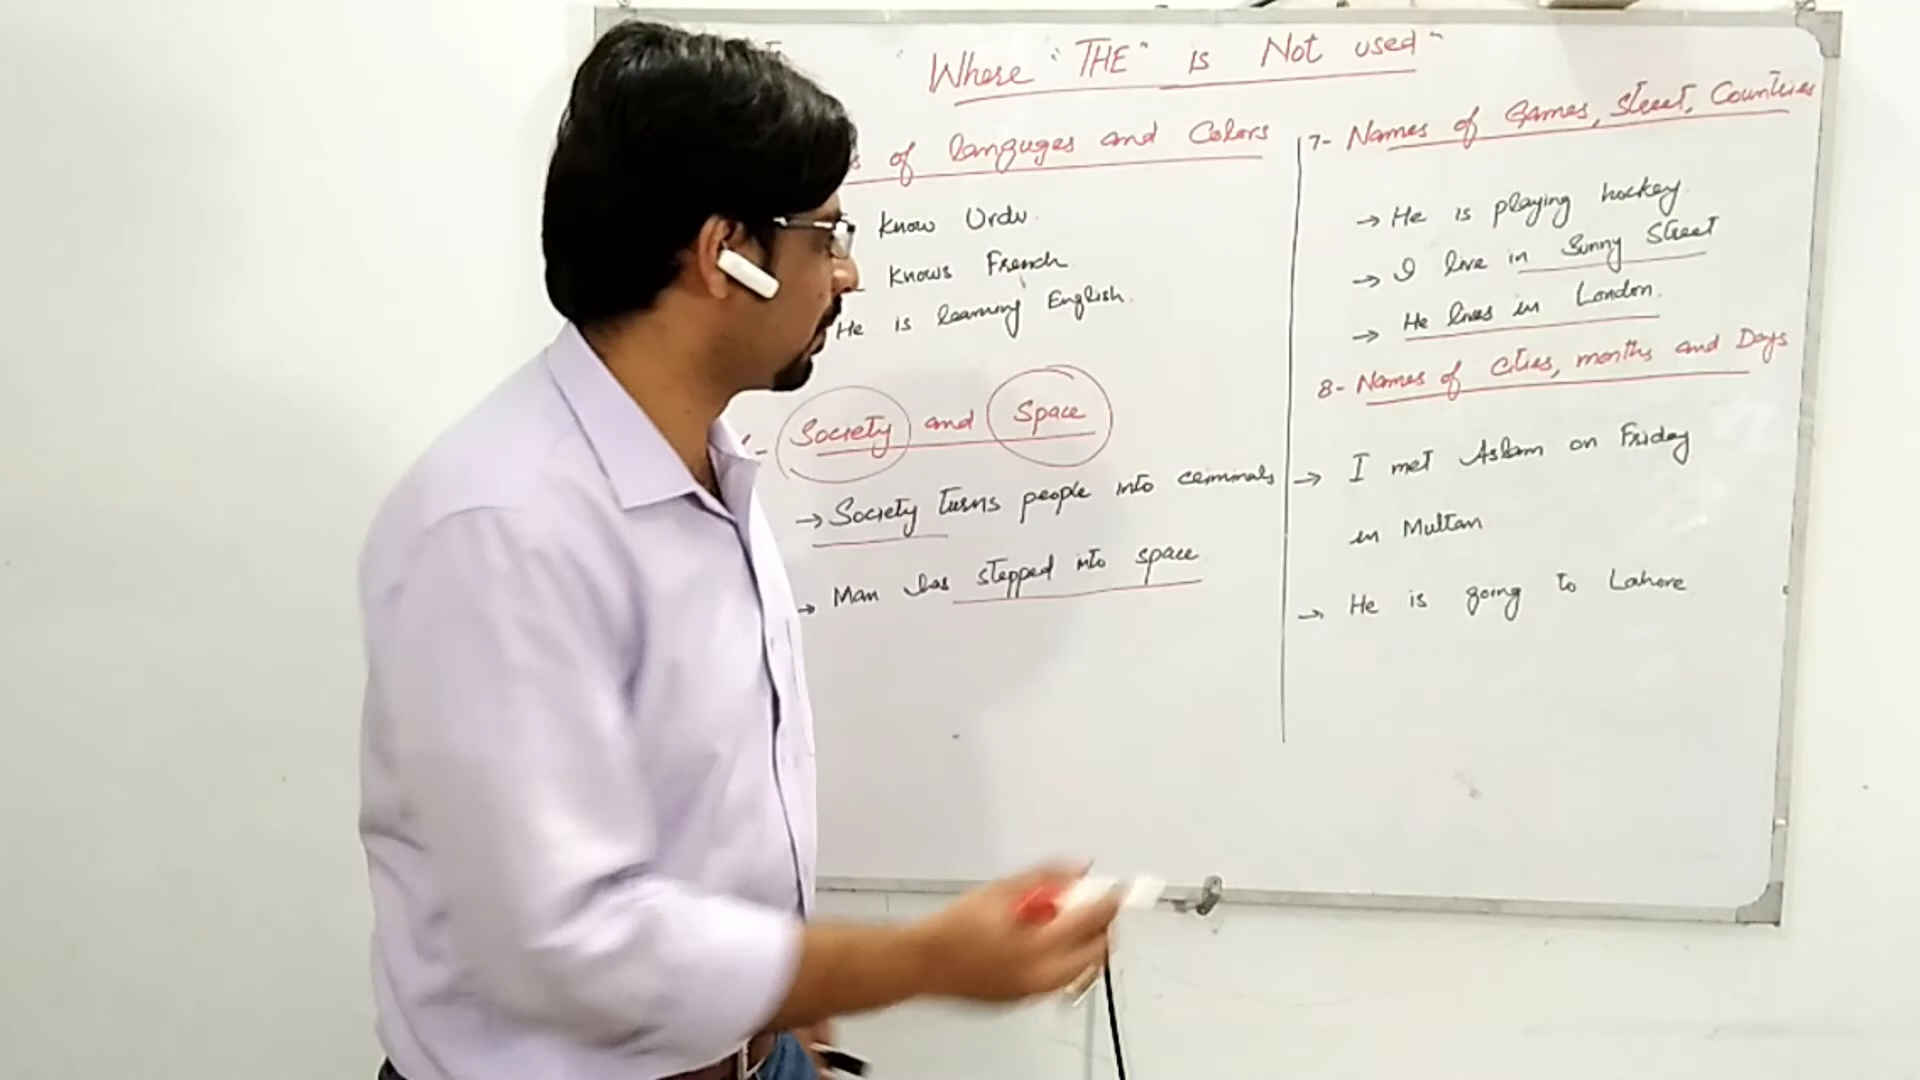 "Where "THE" is Not used"
s of languges and Colors
Know Urdu.
Knows French
He is learning English.
Society and Space
→ Society turns people into criminals
→ Man has stepped into space
7- Names of Games, Street, Countries
→ He is playing hockey.
→ I live in Sunny Street
→ He lives in London.
8- Names of Cities, months and Days
→ I met Aslam on Friday
in Multan
→ He is going to Lahore